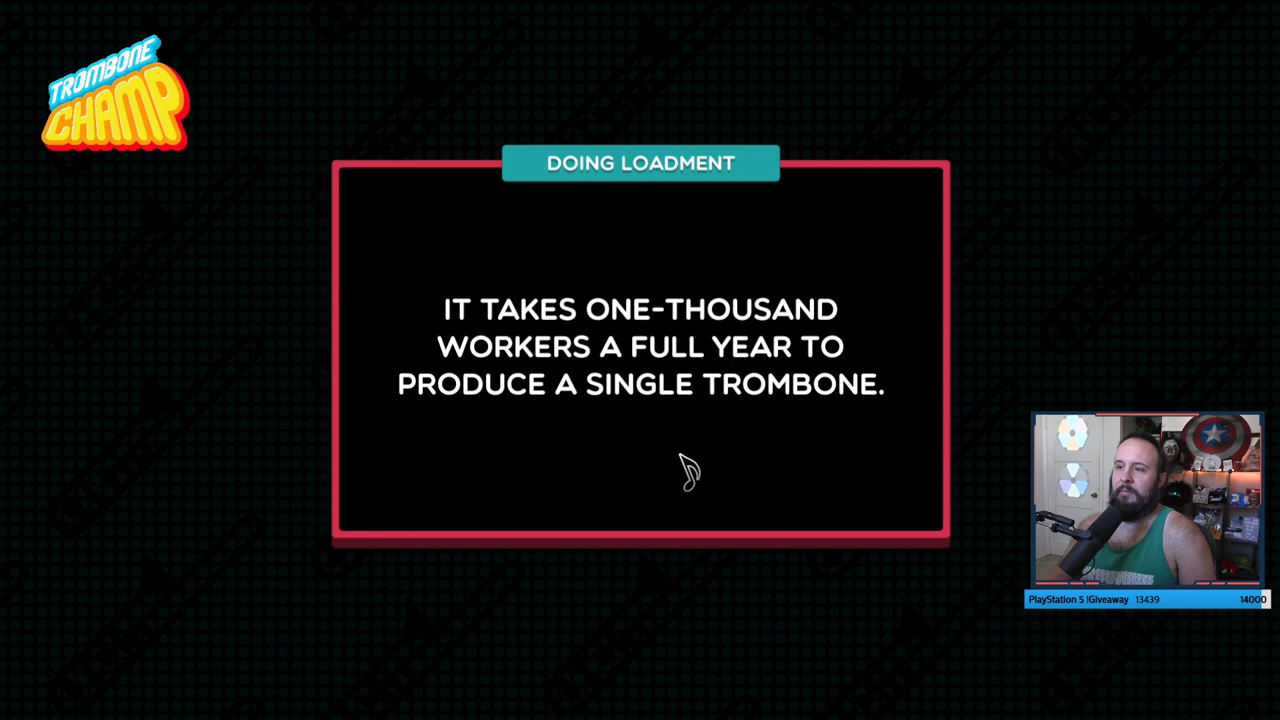 TROMBONE
CHAMP
DOING LOADMENT
IT TAKES ONE-THOUSAND
WORKERS A FULL YEAR TO
PRODUCE A SINGLE TROMBONE.
PlayStation 5 !Giveaway 13439 14000